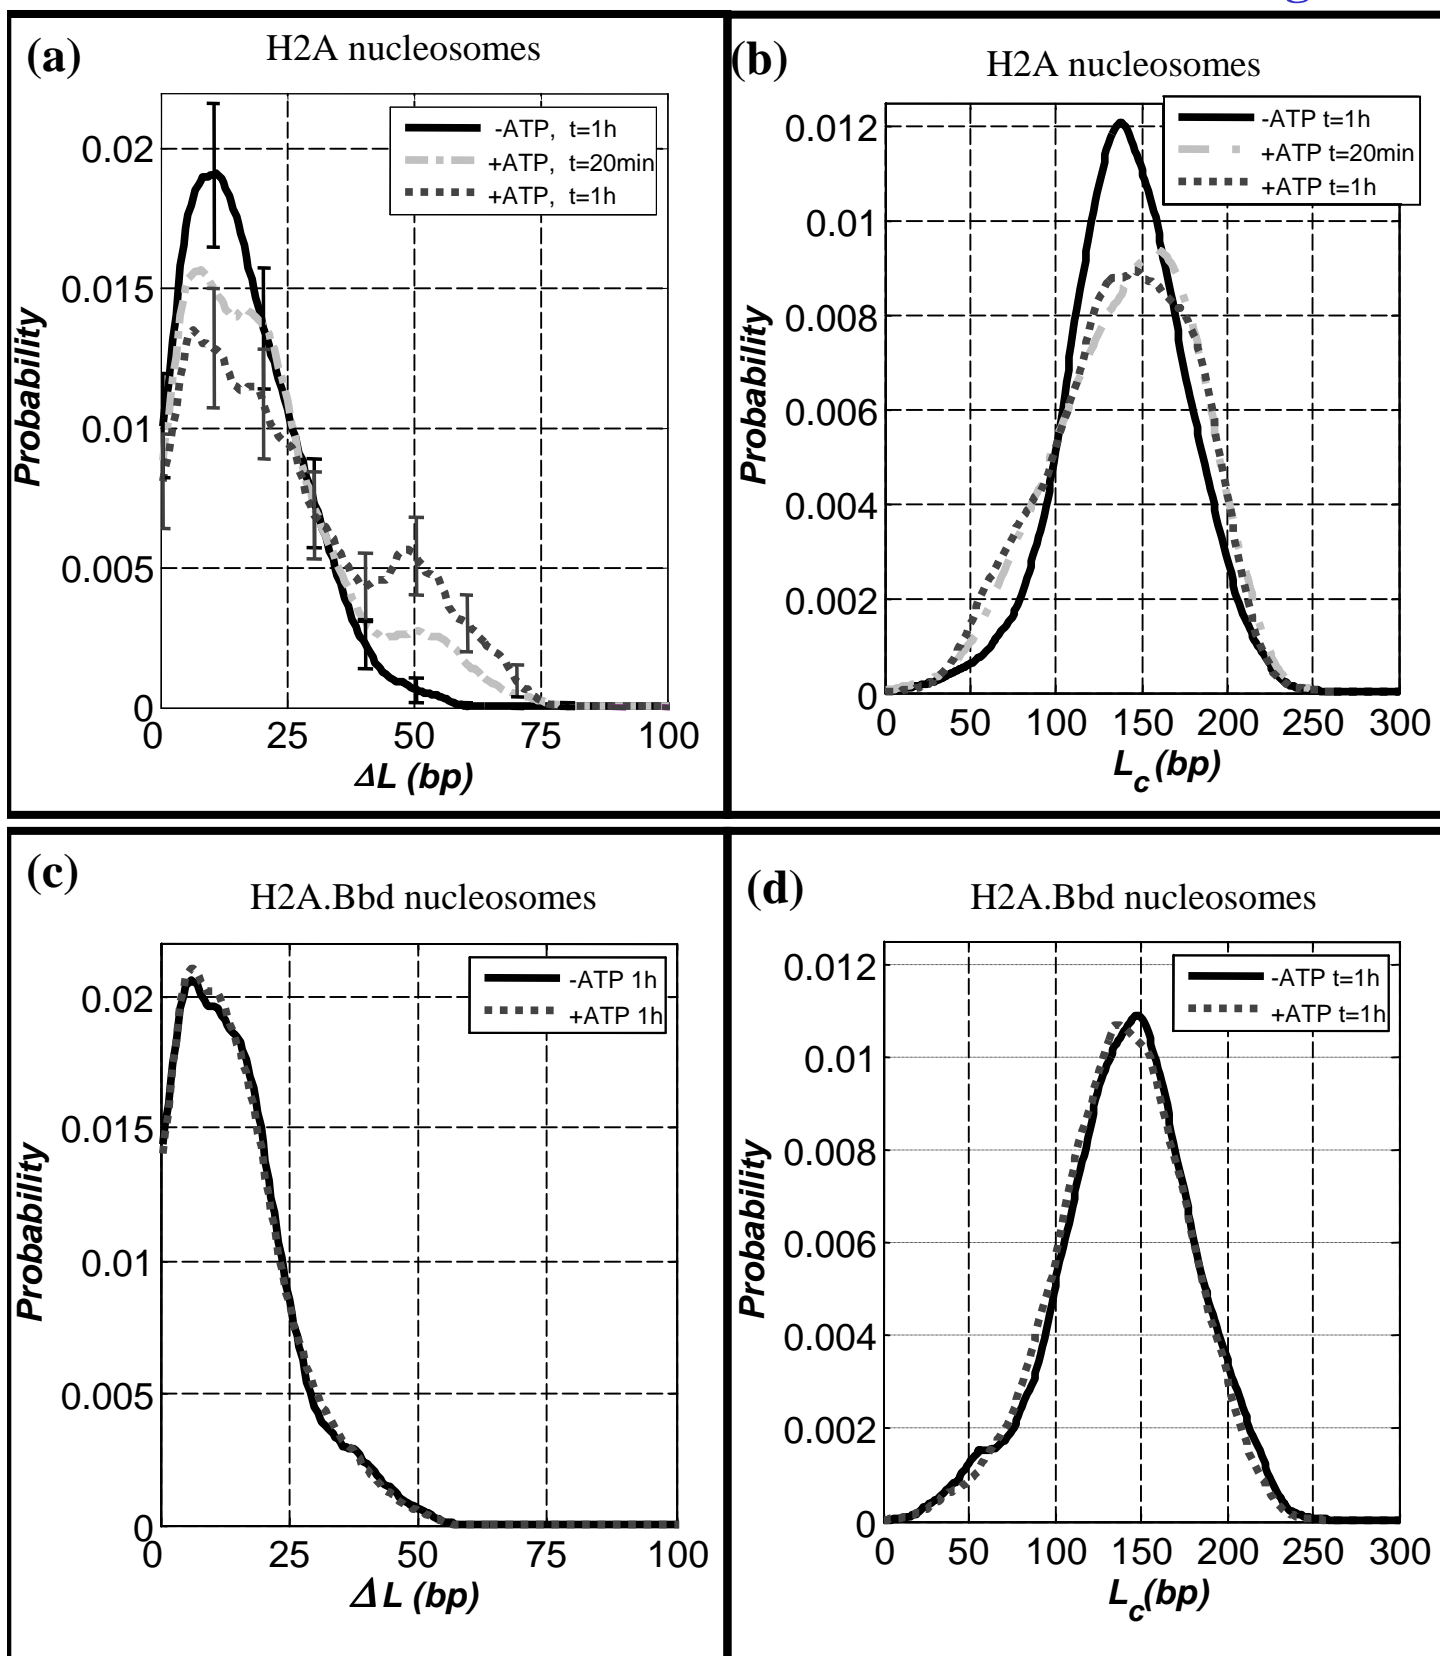 g
(a)
H2A nucleosomes
-ATP, t=1h
+ATP, t=20min
+ATP, t=1h
0.02
0.015
0.01
0.005
0
Probability
0 25 50 75 100
ΔL (bp)
(b)
H2A nucleosomes
-ATP t=1h
+ATP t=20min
+ATP t=1h
0.012
0.01
0.008
0.006
0.004
0.002
0
Probability
0 50 100 150 200 250 300
Lc (bp)
(c)
H2A.Bbd nucleosomes
-ATP 1h
+ATP 1h
0.02
0.015
0.01
0.005
0
Probability
0 25 50 75 100
ΔL (bp)
(d)
H2A.Bbd nucleosomes
-ATP t=1h
+ATP t=1h
0.012
0.01
0.008
0.006
0.004
0.002
0
Probability
0 50 100 150 200 250 300
Lc(bp)